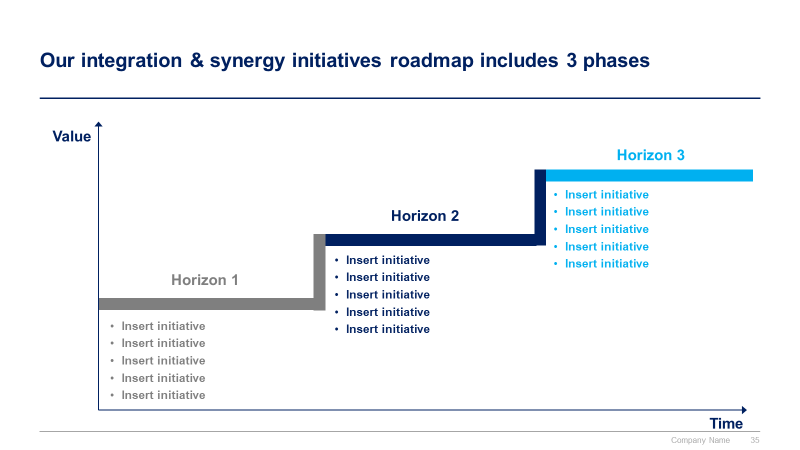 Our integration & synergy initiatives roadmap includes 3 phases
Value
Horizon 3
• Insert initiative
• Insert initiative
• Insert initiative
• Insert initiative
• Insert initiative
Horizon 2
• Insert initiative
• Insert initiative
• Insert initiative
• Insert initiative
• Insert initiative
Horizon 1
• Insert initiative
• Insert initiative
• Insert initiative
• Insert initiative
• Insert initiative
Time
Company Name 35